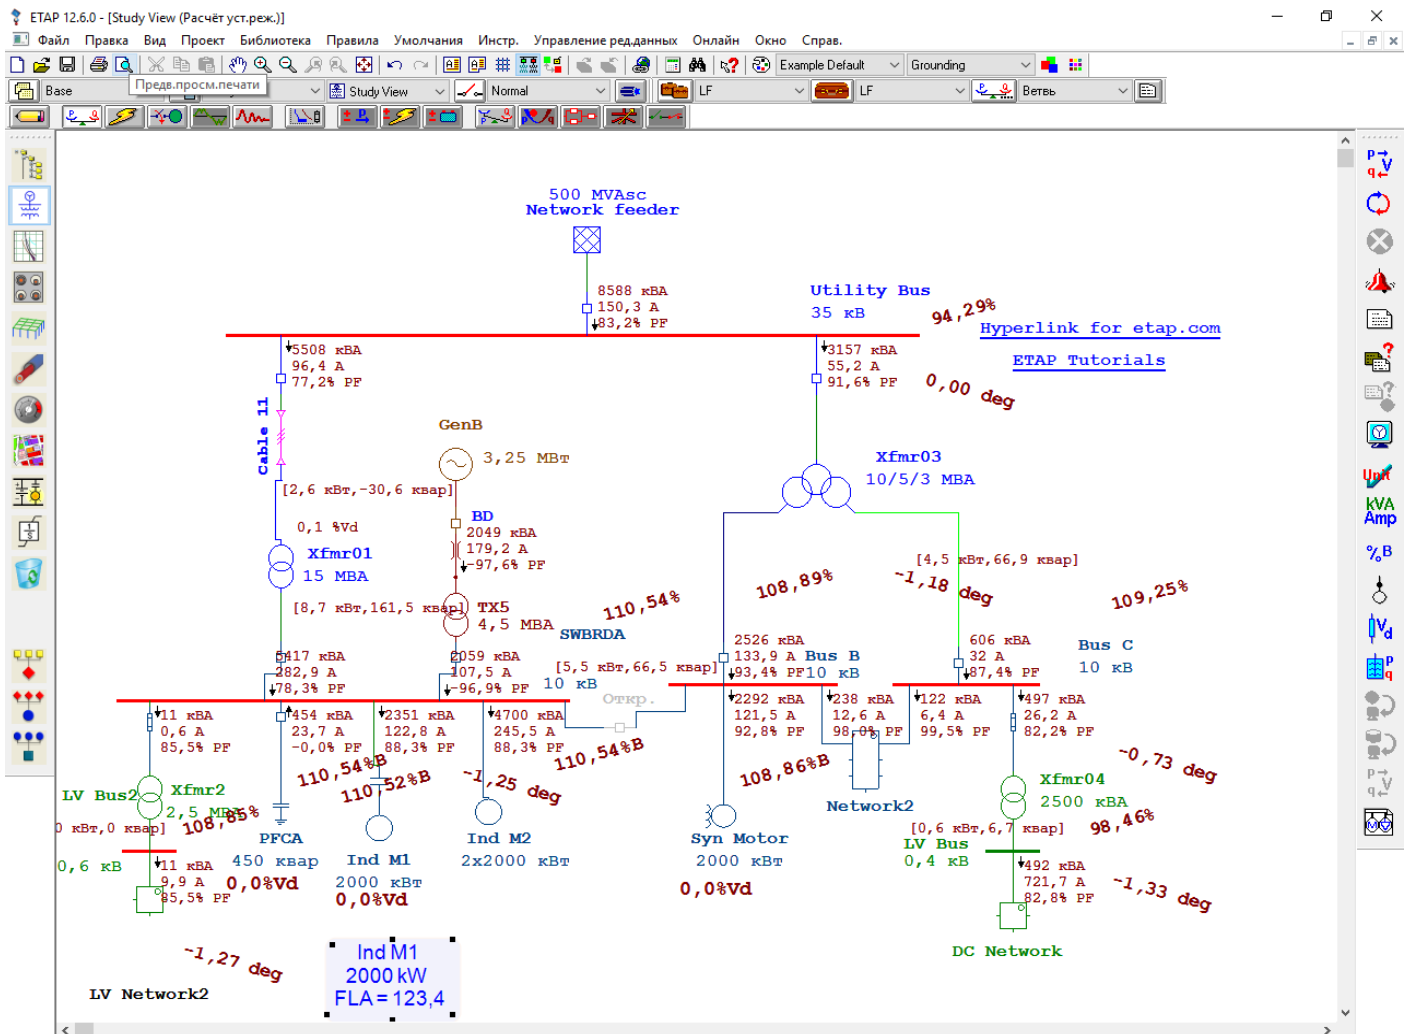 ETAP 12.6.0 - [Study View (Расчёт уст.реж.)]
Файл Правка Вид Проект Библиотека Правила Умолчания Инстр. Управление ред.данных Онлайн Окно Справ.
Example Default Grounding
Base Study View Normal LF LF Ветвь
Предв.просм.печати
500 MVAsc
Network feeder
8588 кВА
150,3 А
83,2% PF
Utility Bus
35 кВ
94,29%
Hyperlink for etap.com
ETAP Tutorials
5508 кВА
96,4 А
77,2% PF
3157 кВА
55,2 А
91,6% PF
0,00 deg
Cable 11
GenB
3,25 МВт
Xfmr03
10/5/3 МВА
[2,6 кВт,-30,6 квар]
0,1 %Vd
BD
2049 кВА
179,2 А
-97,6% PF
Xfmr01
15 МВА
[8,7 кВт,161,5 квар]
TX5
4,5 МВА
110,54%
108,89%
[4,5 кВт,66,9 квар]
-1,18 deg
109,25%
SWBRDA
10 кВ
5417 кВА
282,9 А
78,3% PF
2059 кВА
107,5 А
-96,9% PF
[5,5 кВт,66,5 квар]
2526 кВА
133,9 А
93,4% PF
Bus B
10 кВ
606 кВА
32 А
87,4% PF
Bus C
10 кВ
Откр.
11 кВА
0,6 А
85,5% PF
454 кВА
23,7 А
-0,0% PF
2351 кВА
122,8 А
88,3% PF
4700 кВА
245,5 А
88,3% PF
2292 кВА
121,5 А
92,8% PF
238 кВА
12,6 А
98,0% PF
122 кВА
6,4 А
99,5% PF
497 кВА
26,2 А
82,2% PF
110,54%В
110,52%В
-1,25 deg
110,54%В
108,86%В
-0,73 deg
LV Bus2
Xfmr2
2,5 МВА
108,85%
0 кВт,0 квар]
0,6 кВ
PFCA
450 квар
0,0%Vd
Ind M1
2000 кВт
0,0%Vd
Ind M2
2x2000 кВт
Syn Motor
2000 кВт
0,0%Vd
Network2
Xfmr04
2500 кВА
[0,6 кВт,6,7 квар]
98,46%
LV Bus
0,4 кВ
11 кВА
9,9 А
85,5% PF
492 кВА
721,7 А
82,8% PF
-1,33 deg
DC Network
-1,27 deg
LV Network2
Ind M1
2000 kW
FLA = 123,4
Unit
kVA
Amp
%B